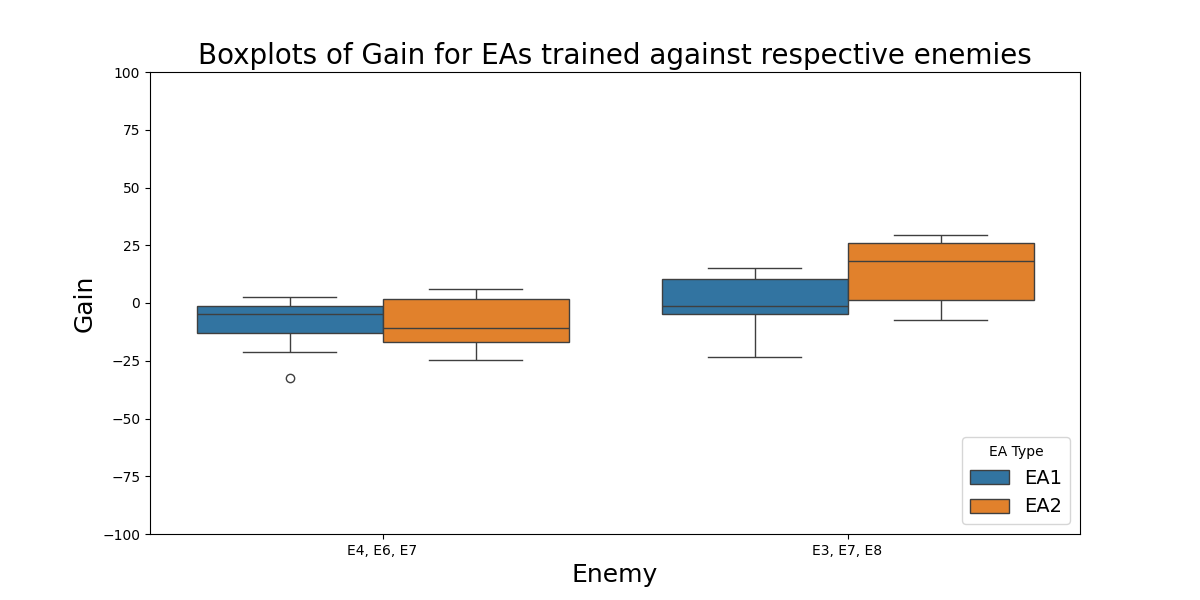 Boxplots of Gain for EAs trained against respective enemies
100
75
50
25
0
−25
−50
−75
−100
Gain
EA Type
EA1
EA2
E4, E6, E7
E3, E7, E8
Enemy